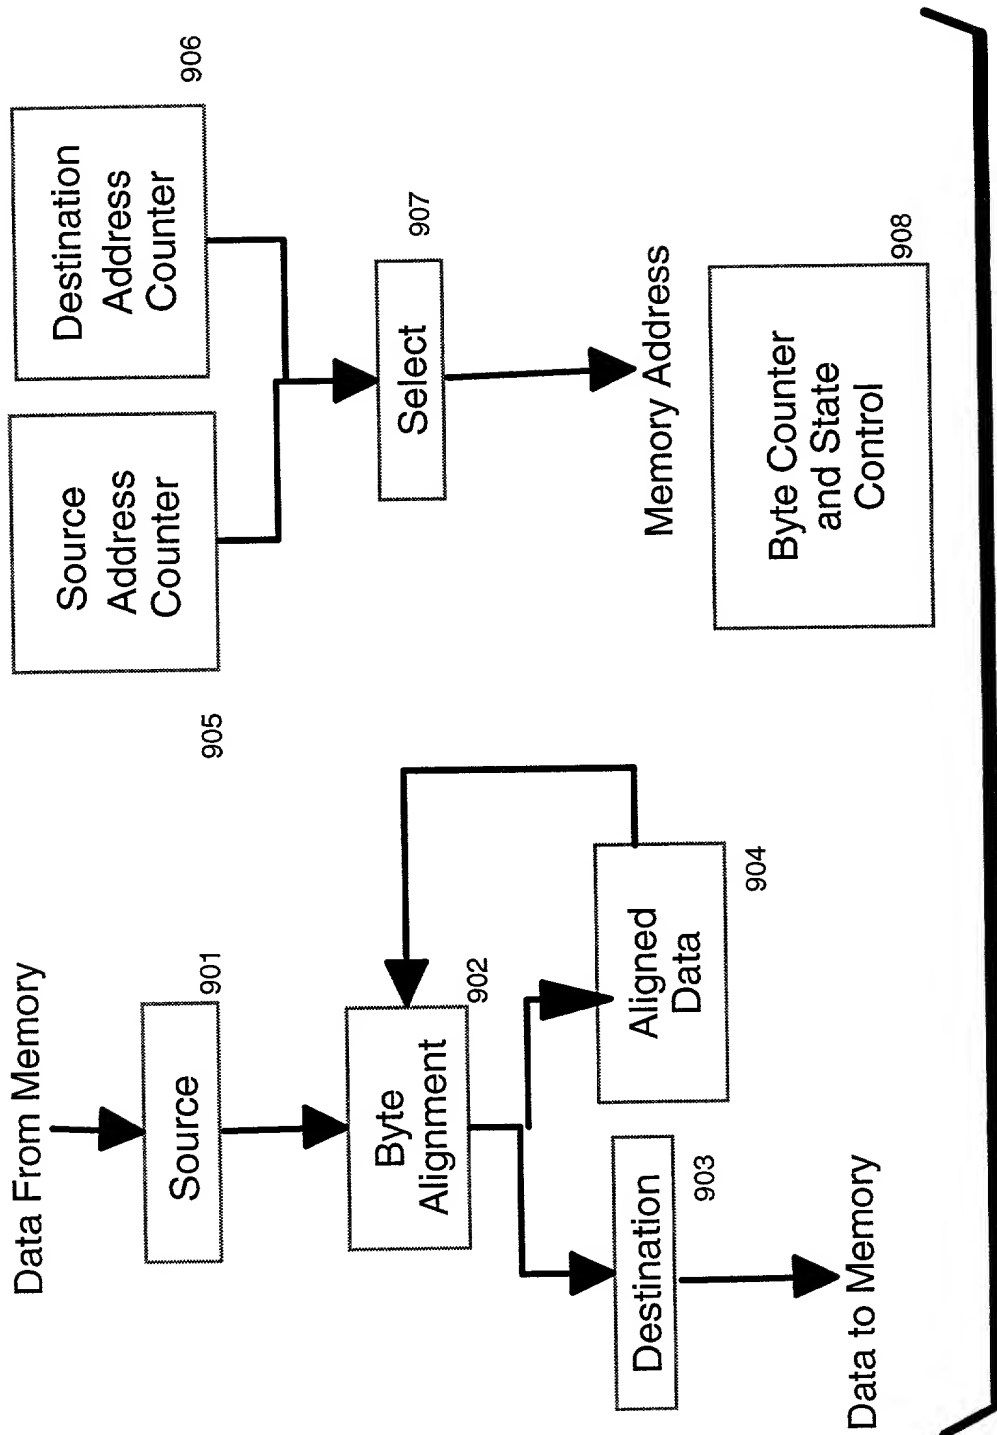 Data From Memory
Source
901
Byte
Alignment
902
Destination
903
Aligned
Data
904
Data to Memory
Source
Address
Counter
905
Destination
Address
Counter
906
Select
907
Memory Address
Byte Counter
and State
Control
908